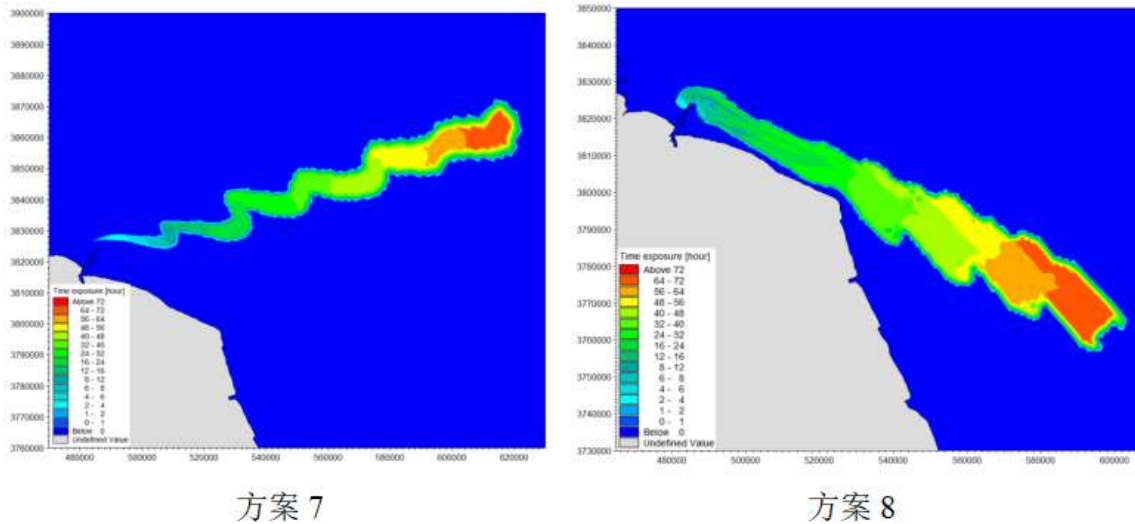 3900000
3890000
3880000
3870000
3860000
3850000
3840000
3830000
3820000
3810000
3800000
3790000
3780000
3770000
3760000
480000 500000 520000 540000 560000 580000 600000 620000
Time exposure [hour]
Above 72
64 - 72
56 - 64
48 - 56
40 - 48
32 - 40
24 - 32
16 - 24
12 - 16
8 - 12
6 - 8
4 - 6
2 - 4
1 - 2
0 - 1
Below 0
Undefined Value
方案 7
3850000
3840000
3830000
3820000
3810000
3800000
3790000
3780000
3770000
3760000
3750000
3740000
3730000
480000 500000 520000 540000 560000 580000 600000
Time exposure [hour]
Above 72
64 - 72
56 - 64
48 - 56
40 - 48
32 - 40
24 - 32
16 - 24
12 - 16
8 - 12
6 - 8
4 - 6
2 - 4
1 - 2
0 - 1
Below 0
Undefined Value
方案 8